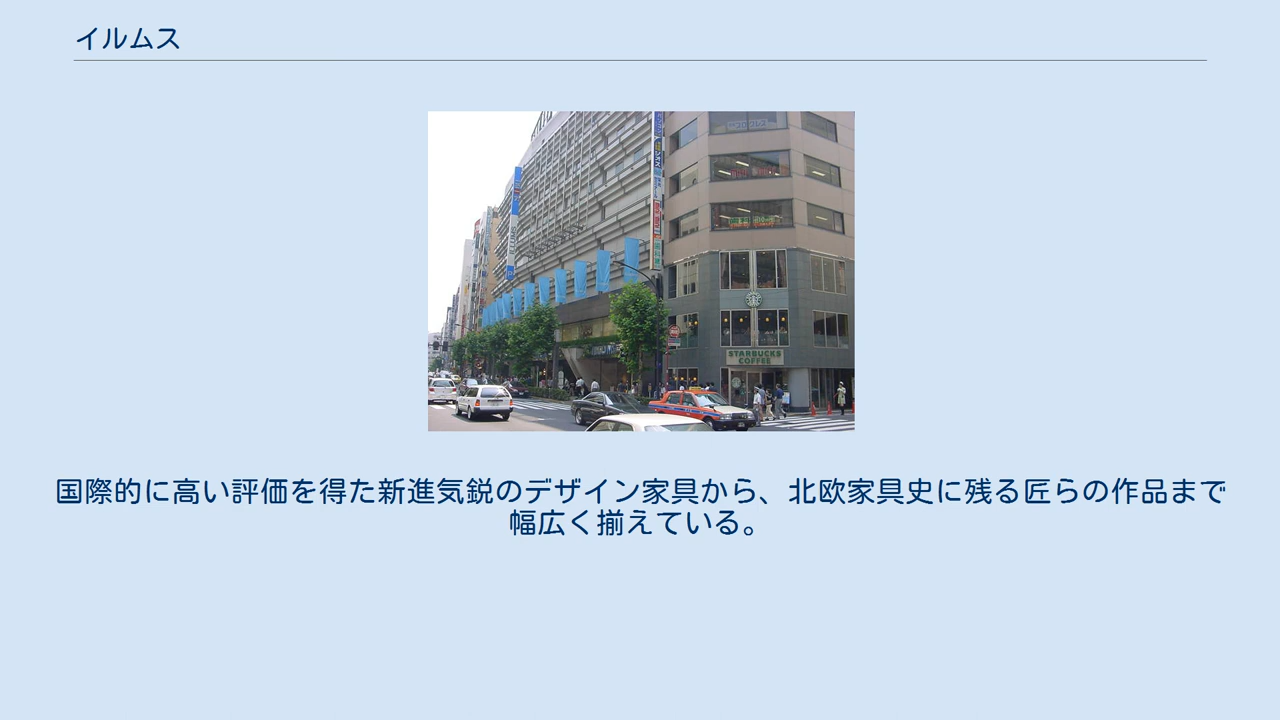 イルムス
STARBUCKS
COFFEE
国際的に高い評価を得た新進気鋭のデザイン家具から、北欧家具史に残る匠らの作品まで
幅広く揃えている。